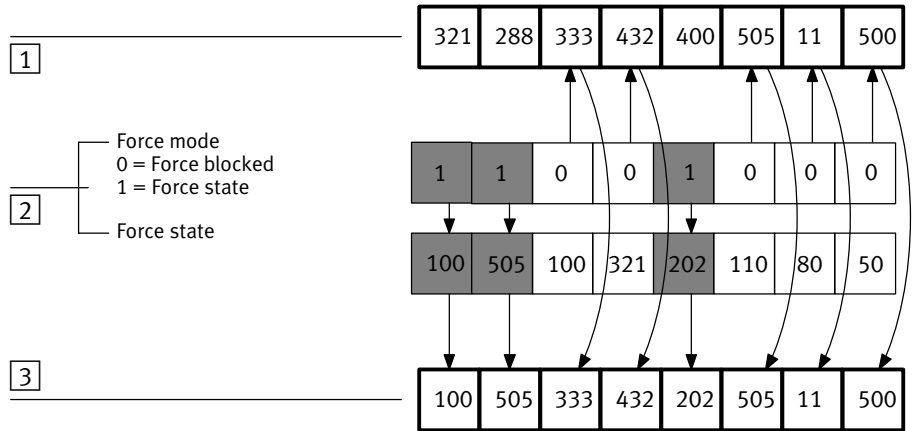 321 288 333 432 400 505 11 500
1
Force mode
0 = Force blocked
1 = Force state
1 1 0 0 1 0 0 0
2
Force state
100 505 100 321 202 110 80 50
3
100 505 333 432 202 505 11 500